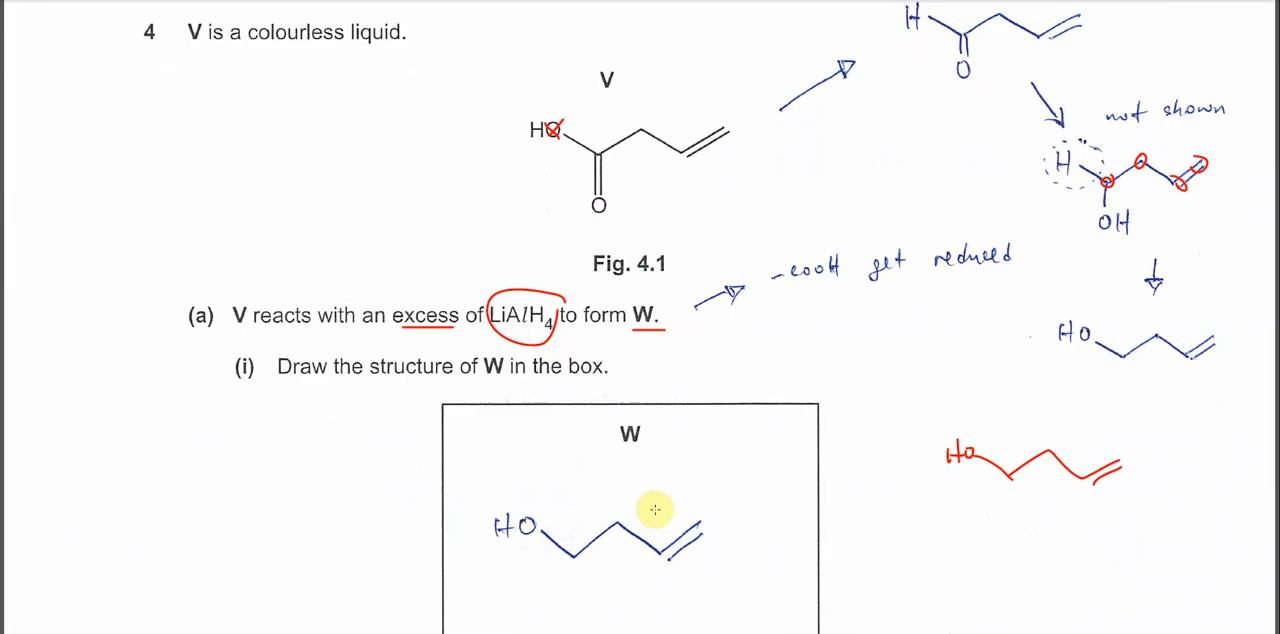 4 V is a colourless liquid.
V
HO
O
Fig. 4.1
(a) V reacts with an excess of LiAlH4 to form W.
(i) Draw the structure of W in the box.
W
HO
H
O
not shown
H
OH
-COOH get reduced
HO
HO